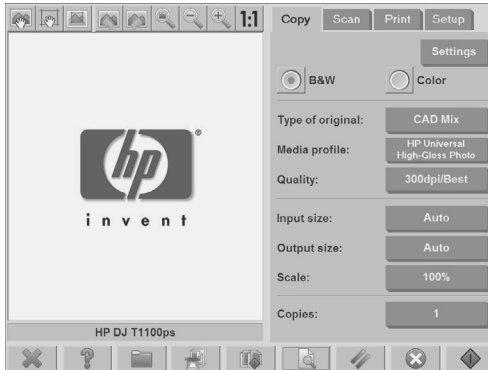 1:1
Copy
Scan
Print
Setup
Settings
B&W
Color
Type of original:
CAD Mix
Media profile:
HP Universal
High-Gloss Photo
Quality:
300dpi/Best
Input size:
Auto
Output size:
Auto
Scale:
100%
Copies:
1
hp
®
invent
HP DJ T1100ps